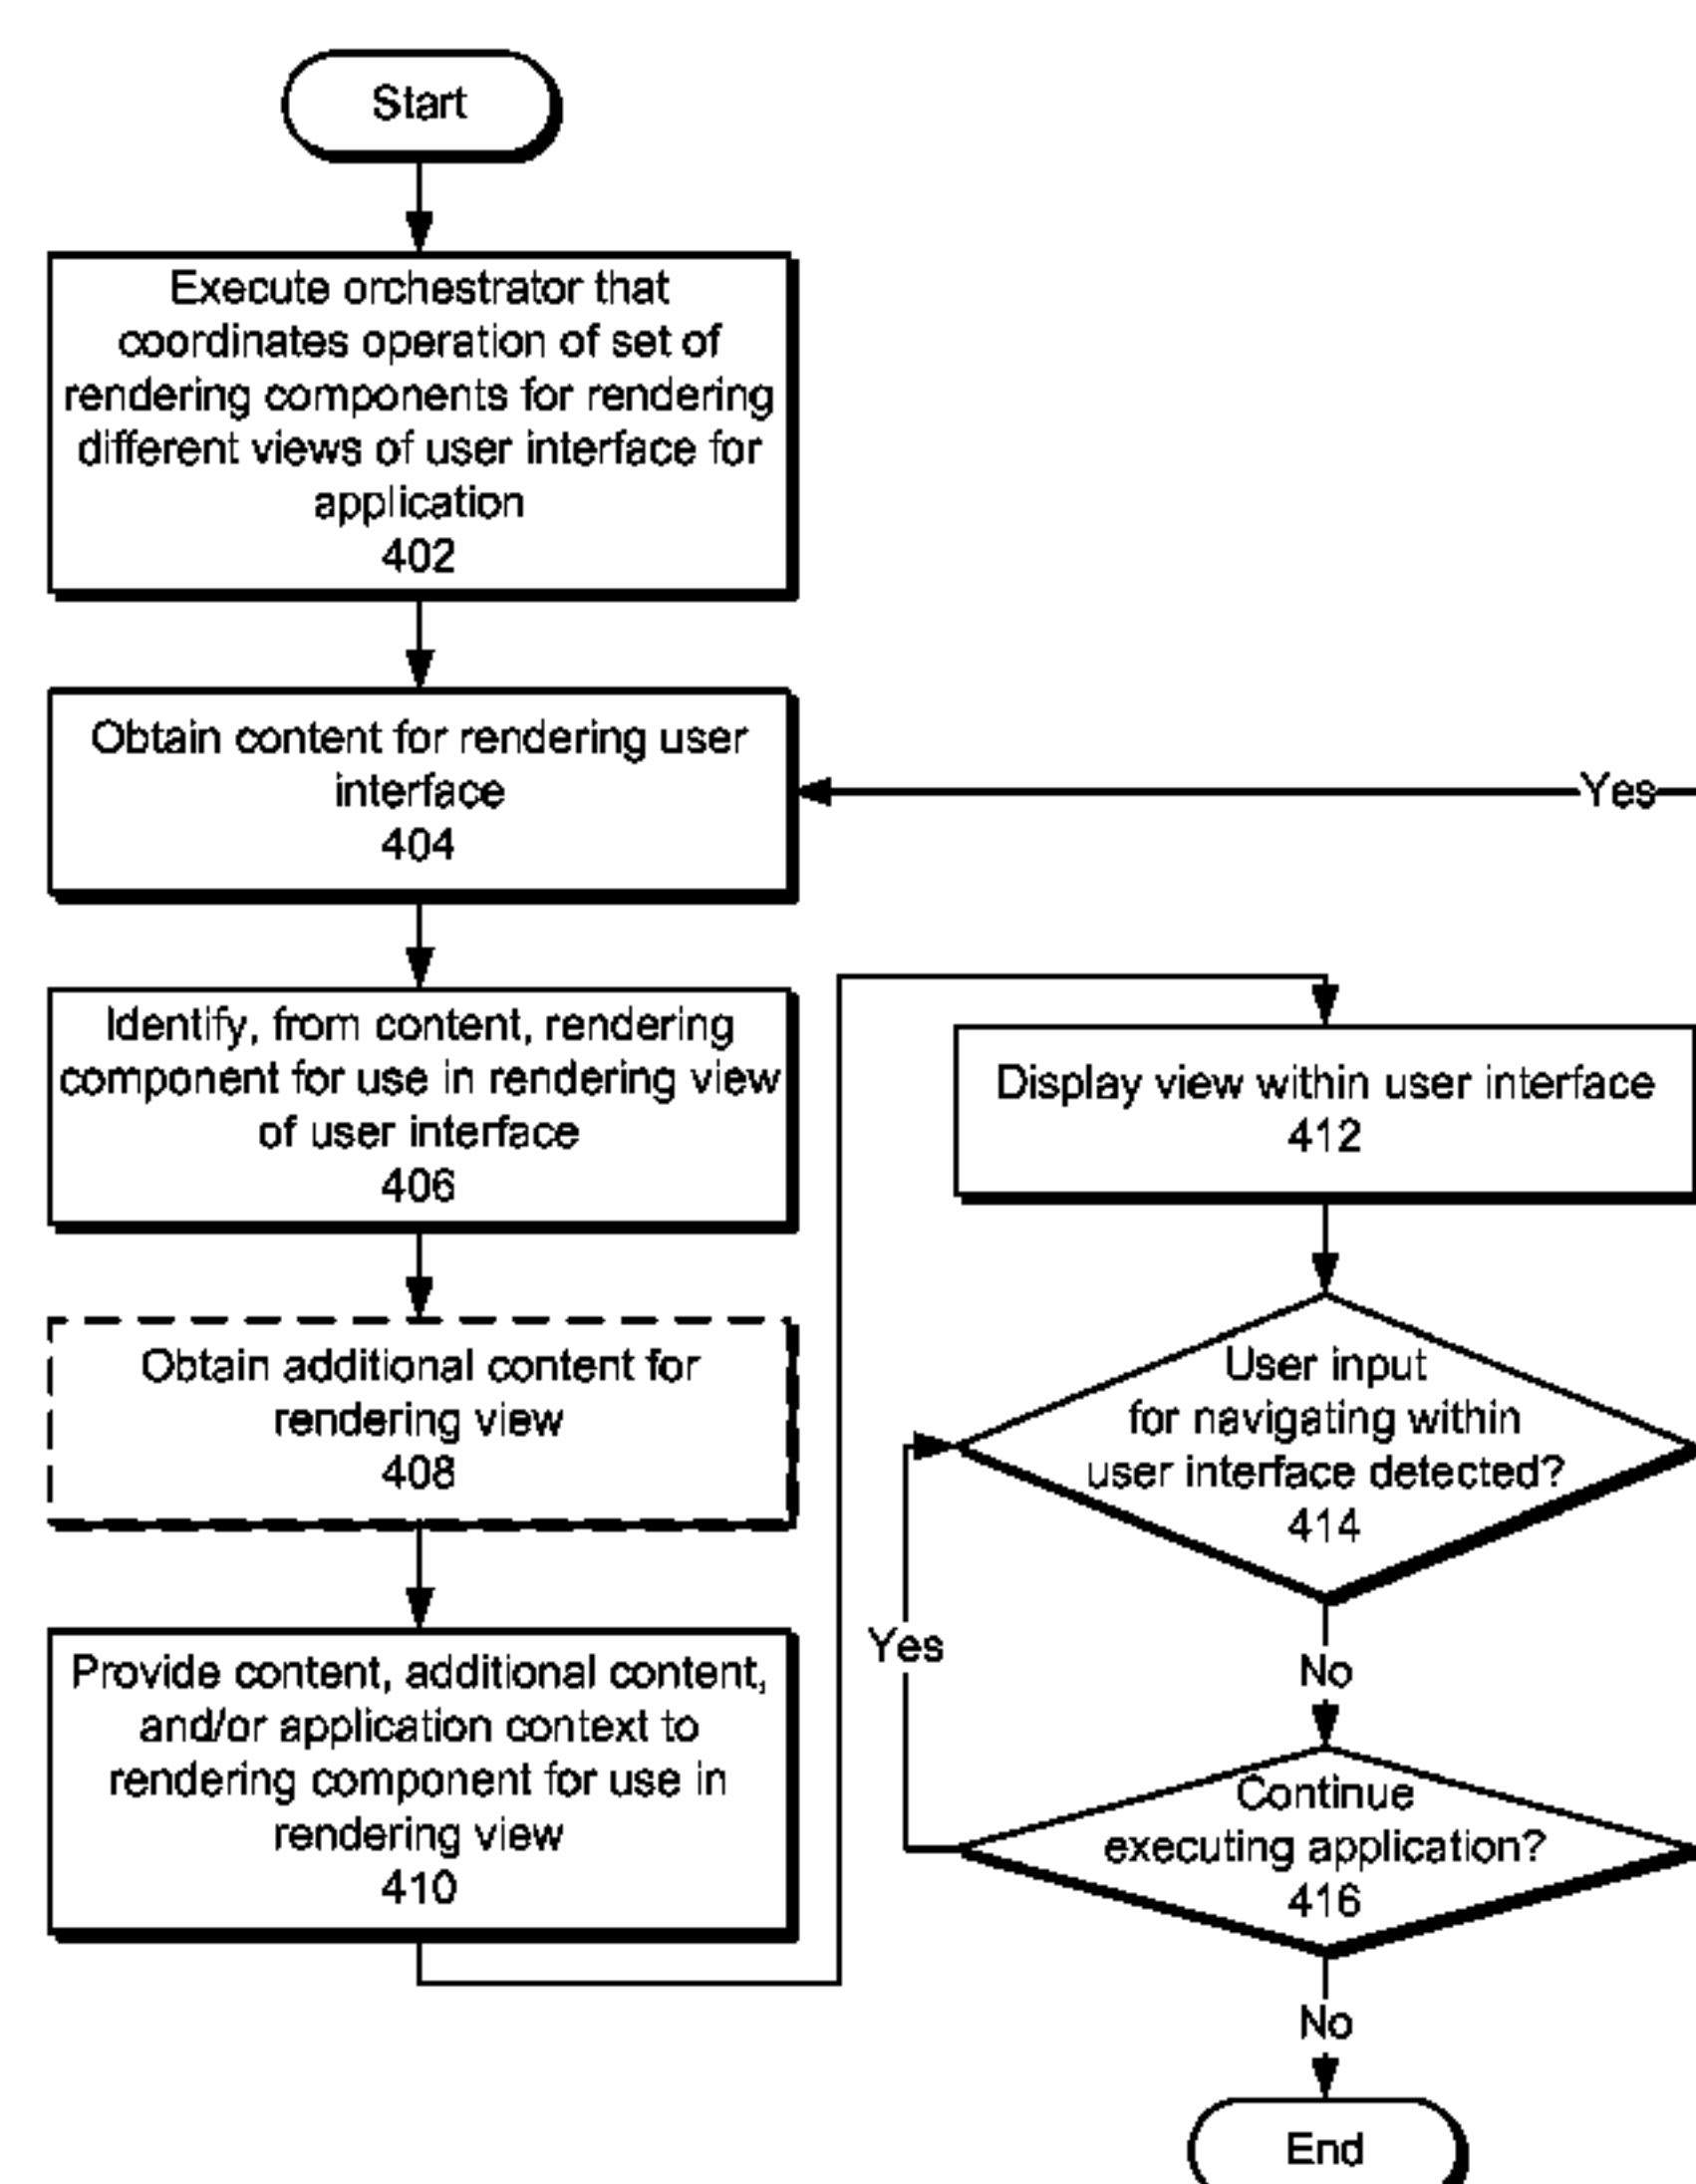 Start
Execute orchestrator that
coordinates operation of set of
rendering components for rendering
different views of user interface for
application
402
Obtain content for rendering user
interface
404
Yes
Identify, from content, rendering
component for use in rendering view
of user interface
406
Obtain additional content for
rendering view
408
Provide content, additional content,
and/or application context to
rendering component for use in
rendering view
410
Display view within user interface
412
User input
for navigating within
user interface detected?
414
Yes
No
Continue
executing application?
416
No
End